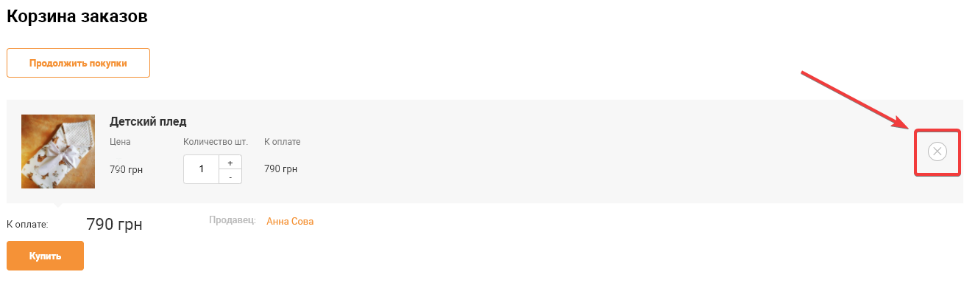 Корзина заказов
Продолжить покупки
Детский плед
Цена Количество шт. К оплате
790 грн 1 + - 790 грн
К оплате: 790 грн Продавец: Анна Сова
Купить